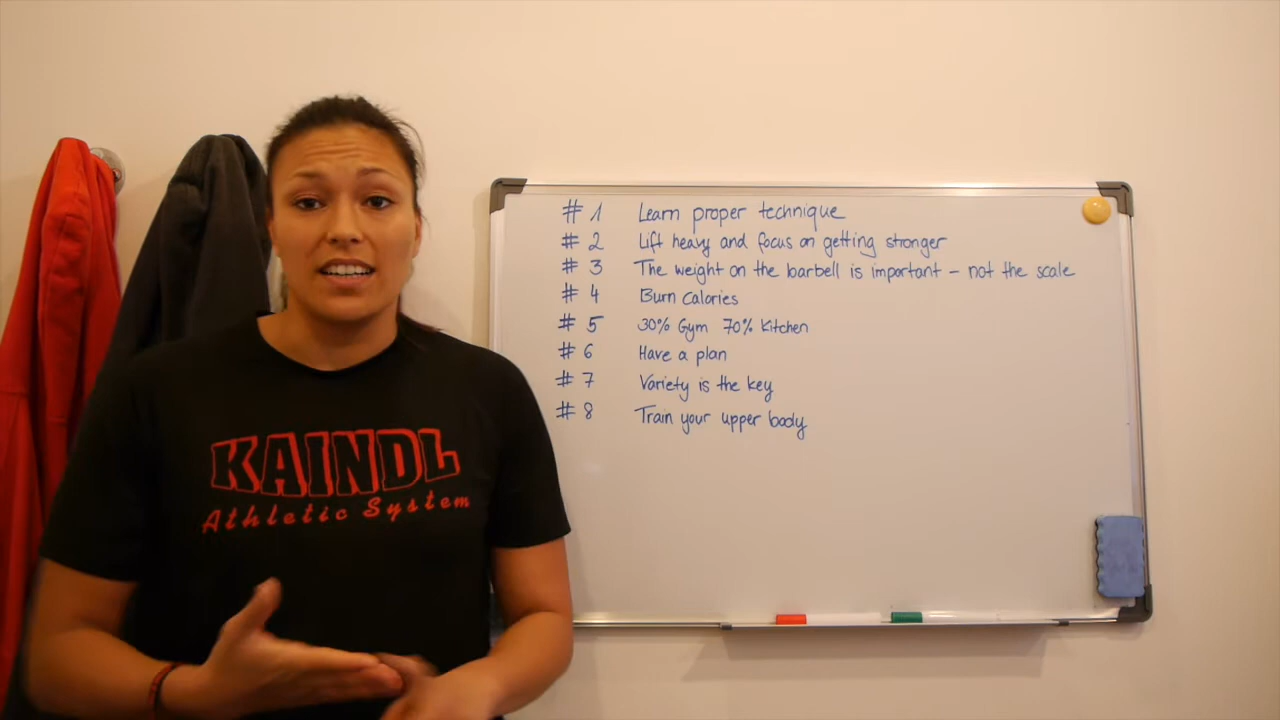 KAINDL
Athletic System
# 1 Learn proper technique
# 2 Lift heavy and focus on getting stronger
# 3 The weight on the barbell is important – not the scale
# 4 Burn Calories
# 5 30% Gym 70% Kitchen
# 6 Have a plan
# 7 Variety is the key
# 8 Train your upper body